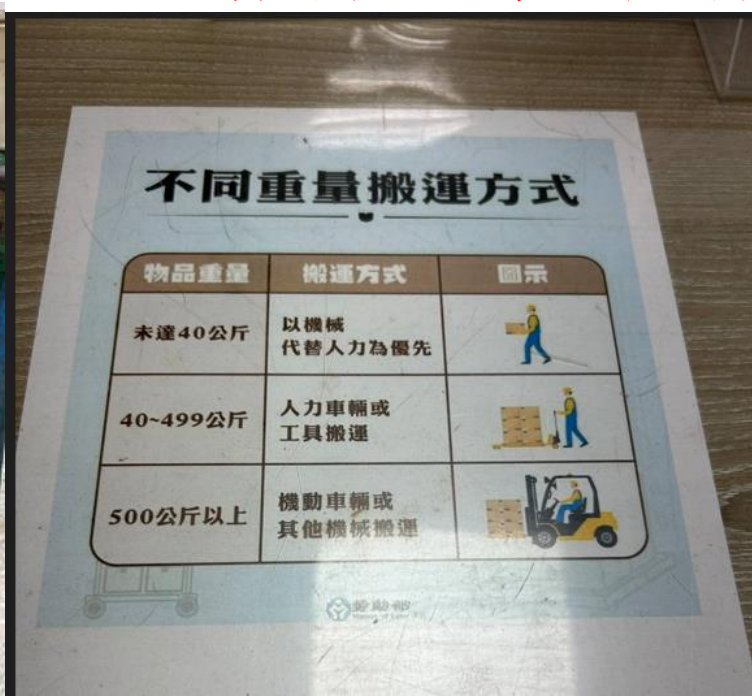 不同重量搬運方式
物品重量 搬運方式 圖示
未達40公斤
以機械
代替人力為優先
40~499公斤
人力車輛或
工具搬運
500公斤以上
機動車輛或
其他機械搬運
勞動部